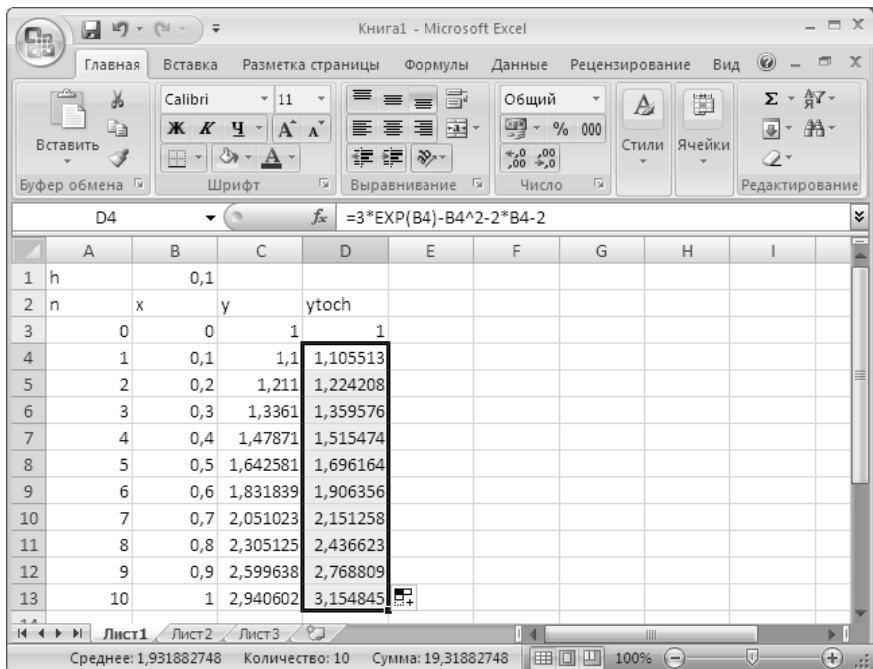 Книга1 - Microsoft Excel
Главная Вставка Разметка страницы Формулы Данные Рецензирование Вид
Calibri 11 Общий Σ
Вставить Ж К Ч А А % 000 А Стили Ячейки
,0 ,00 ,00 ,0
Буфер обмена Шрифт Выравнивание Число Редактирование
D4 fx =3*EXP(B4)-B4^2-2*B4-2
A B C D E F G H I
1 h 0,1
2 n x y ytoch
3 0 0 1 1
4 1 0,1 1,1 1,105513
5 2 0,2 1,211 1,224208
6 3 0,3 1,3361 1,359576
7 4 0,4 1,47871 1,515474
8 5 0,5 1,642581 1,696164
9 6 0,6 1,831839 1,906356
10 7 0,7 2,051023 2,151258
11 8 0,8 2,305125 2,436623
12 9 0,9 2,599638 2,768809
13 10 1 2,940602 3,154845
Лист1 Лист2 Лист3
Среднее: 1,931882748 Количество: 10 Сумма: 19,31882748 100%